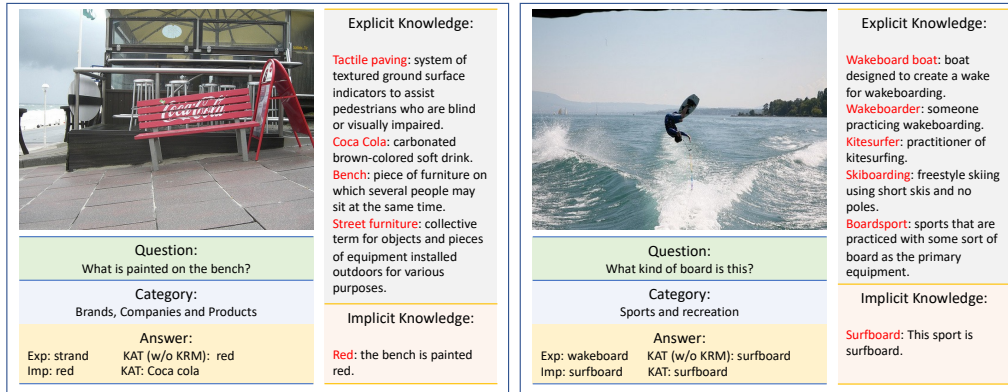 Coca-Cola
Question:
What is painted on the bench?
Category:
Brands, Companies and Products
Answer:
Exp: strand KAT (w/o KRM): red
Imp: red KAT: Coca cola
Explicit Knowledge:
Tactile paving: system of
textured ground surface
indicators to assist
pedestrians who are blind
or visually impaired.
Coca Cola: carbonated
brown-colored soft drink.
Bench: piece of furniture on
which several people may
sit at the same time.
Street furniture: collective
term for objects and pieces
of equipment installed
outdoors for various
purposes.
Implicit Knowledge:
Red: the bench is painted
red.
Question:
What kind of board is this?
Category:
Sports and recreation
Answer:
Exp: wakeboard KAT (w/o KRM): surfboard
Imp: surfboard KAT: surfboard
Explicit Knowledge:
Wakeboard boat: boat
designed to create a wake
for wakeboarding.
Wakeboarder: someone
practicing wakeboarding.
Kitesurfer: practitioner of
kitesurfing.
Skiboarding: freestyle skiing
using short skis and no
poles.
Boardsport: sports that are
practiced with some sort of
board as the primary
equipment.
Implicit Knowledge:
Surfboard: This sport is
surfboard.